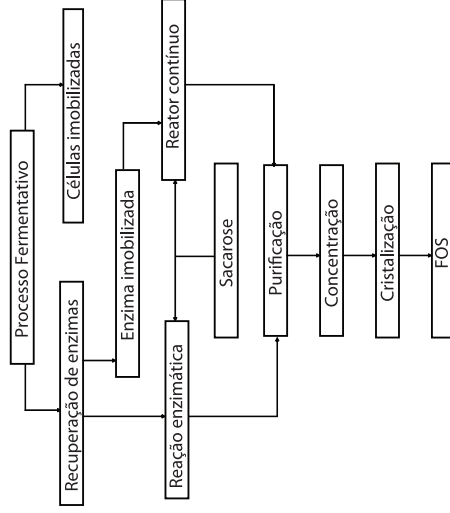 Processo Fermentativo
Recuperação de enzimas
Células imobilizadas
Enzima imobilizada
Reação enzimática
Reator contínuo
Sacarose
Purificação
Concentração
Cristalização
FOS